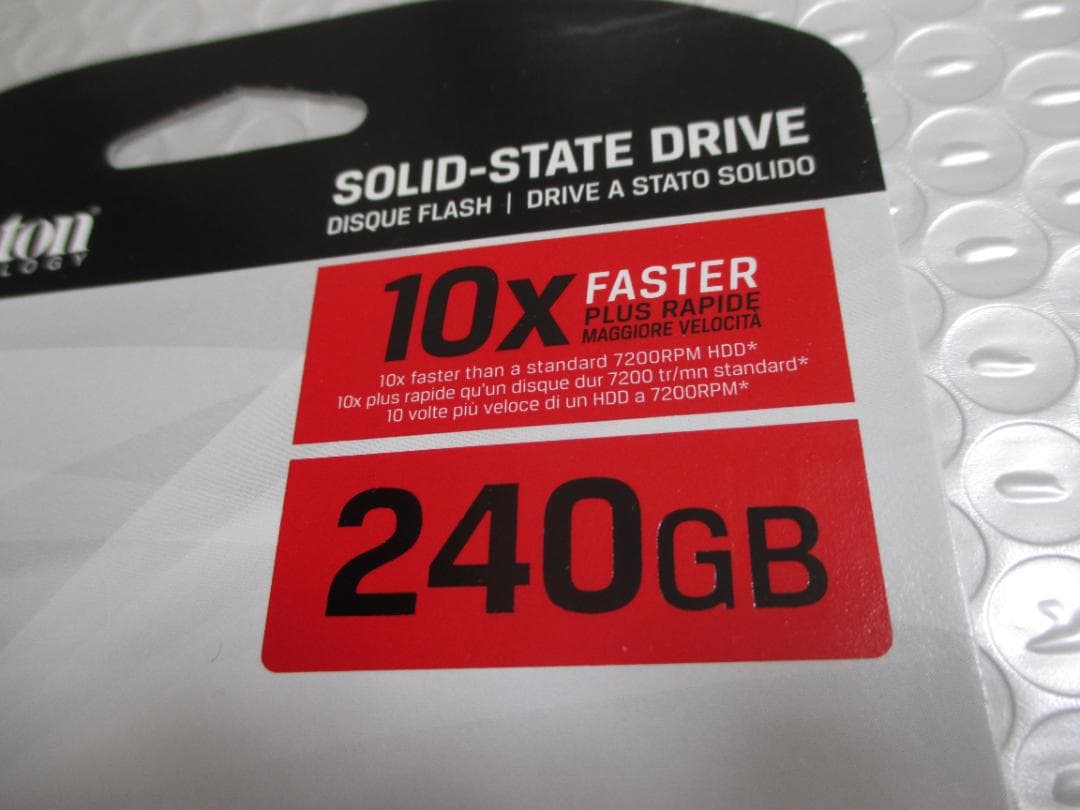 SOLID-STATE DRIVE
DISQUE FLASH | DRIVE A STATO SOLIDO
ton™
LOGY
10x FASTER
PLUS RAPIDE
MAGGIORE VELOCITÀ
10x faster than a standard 7200RPM HDD*
10x plus rapide qu'un disque dur 7200 tr/mn standard*
10 volte più veloce di un HDD a 7200RPM*
240GB